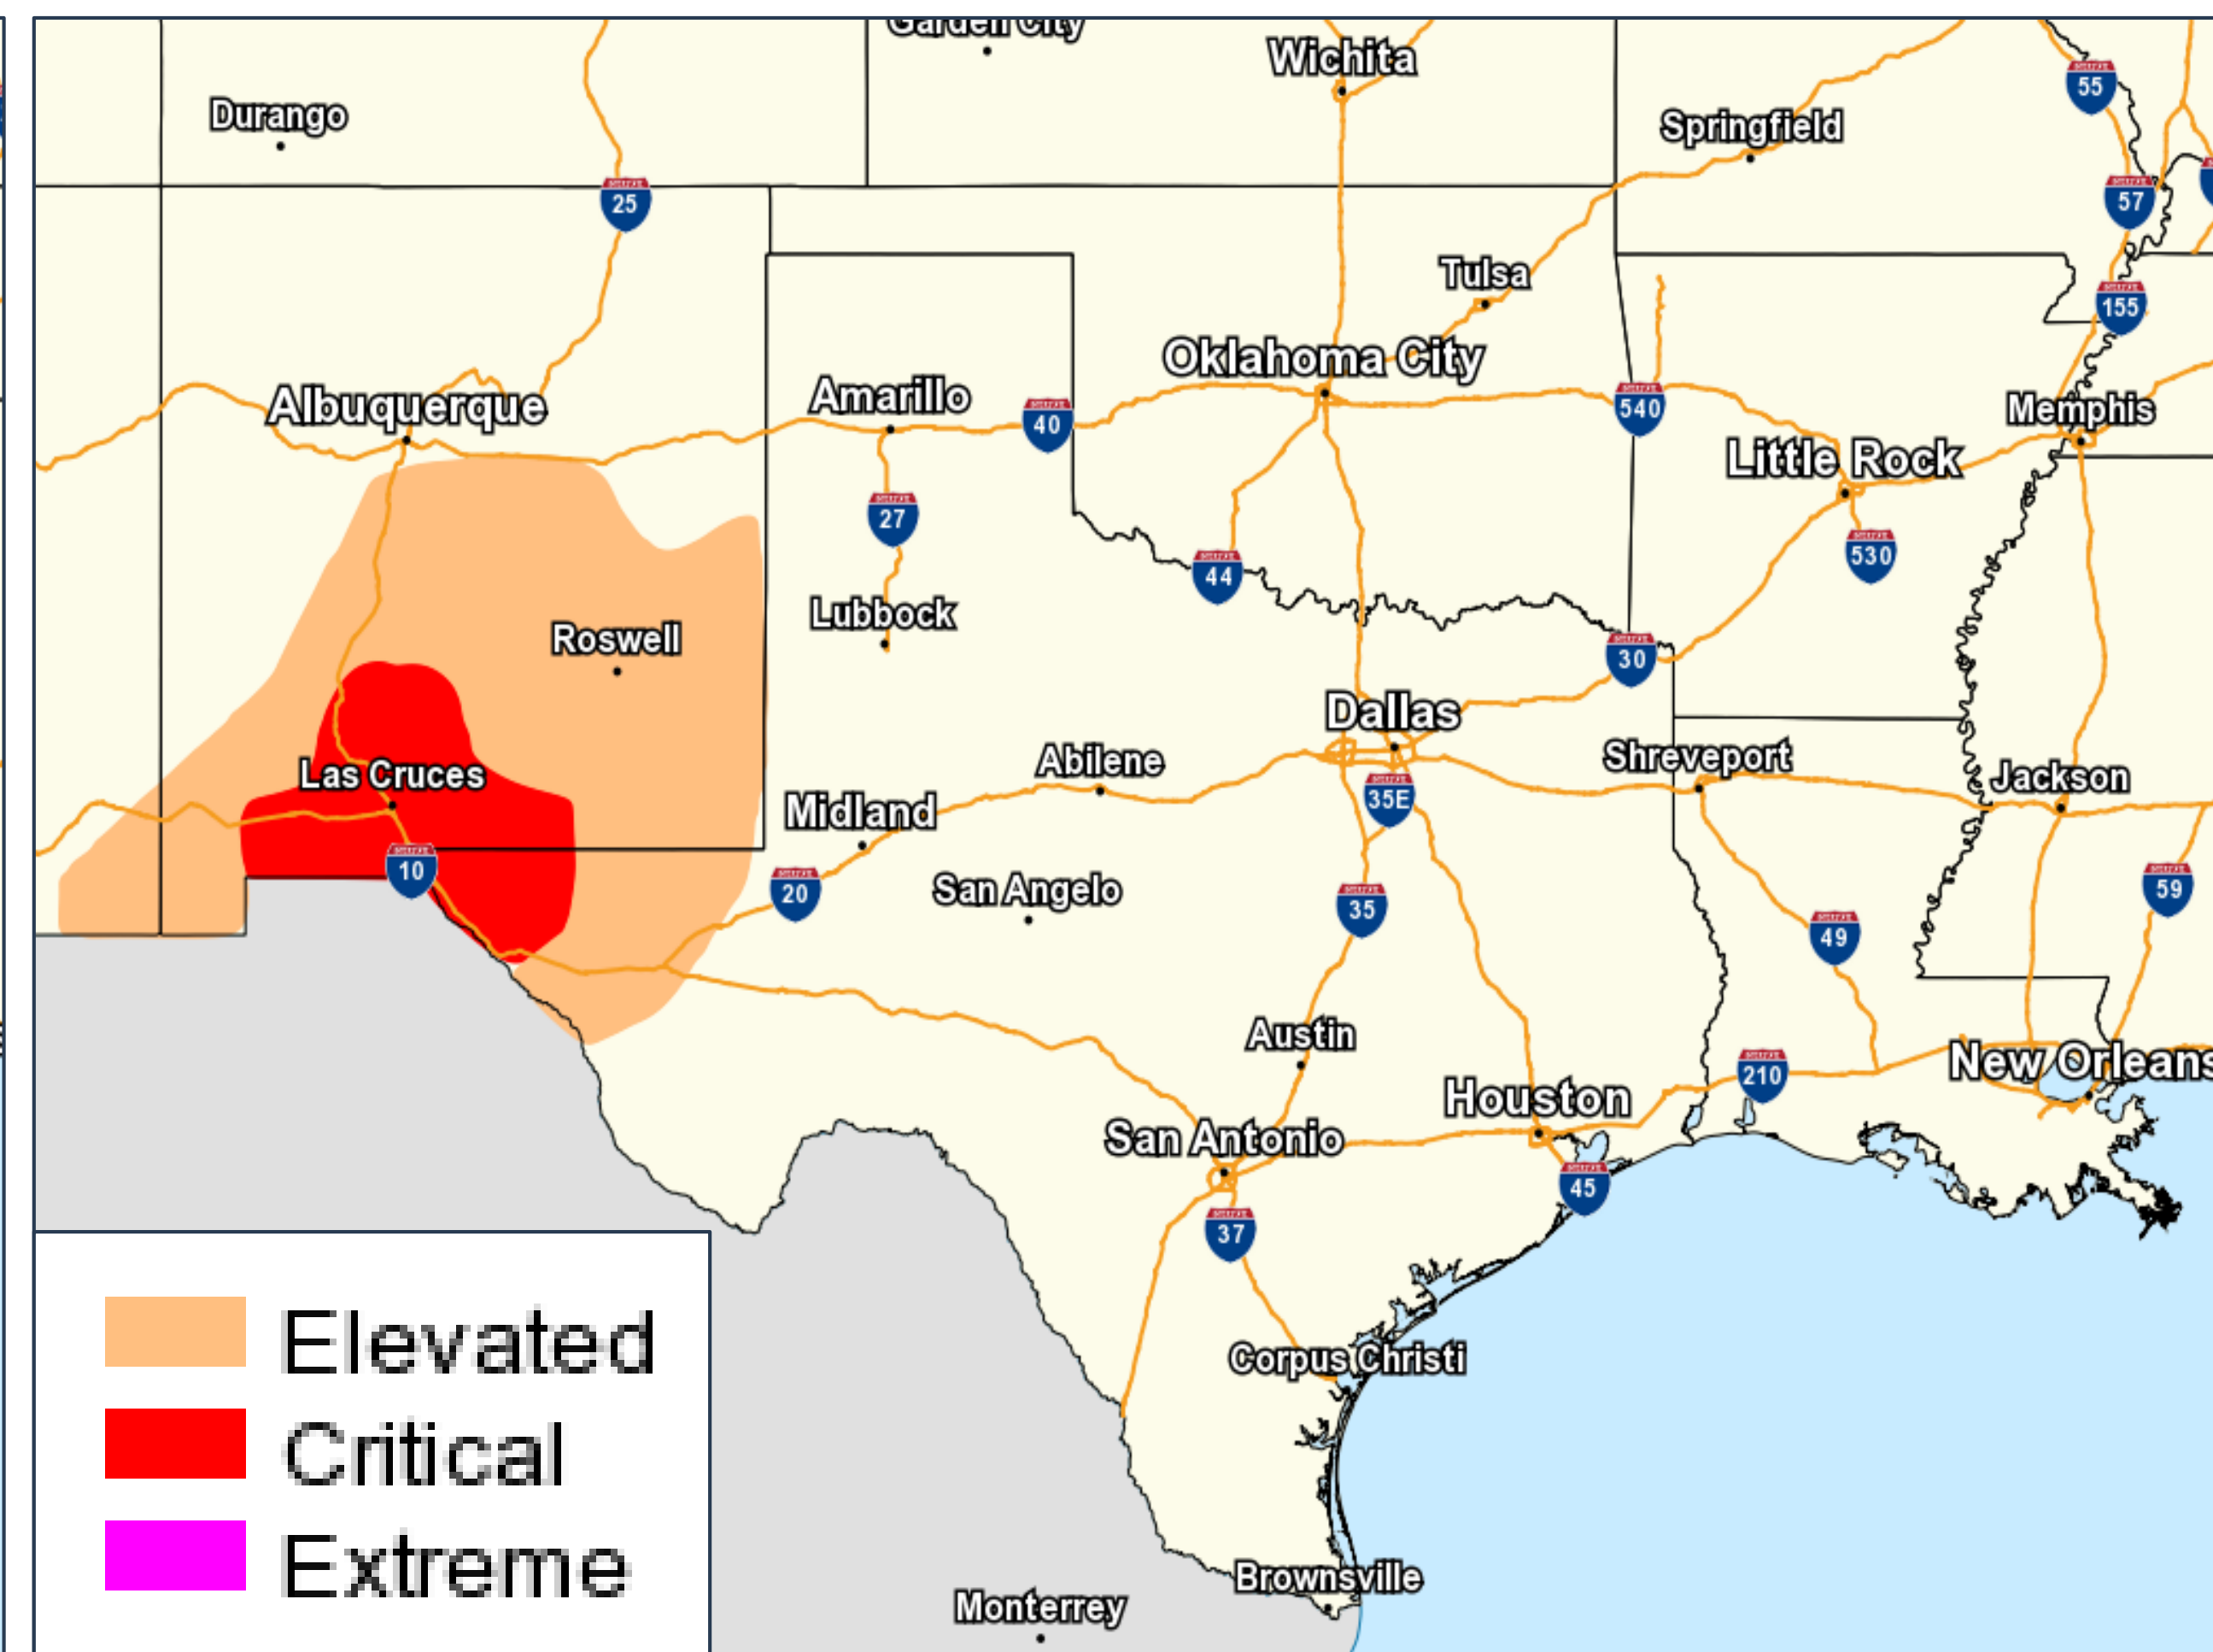 Garden City
Wichita
55
Durango
Springfield
25
57
Tulsa
155
Oklahoma City
Albuquerque
Amarillo
40
540
Memphis
Little Rock
27
530
44
Lubbock
Roswell
30
Dallas
Las Cruces
Abilene
Shreveport
Jackson
35E
Midland
10
20
San Angelo
35
59
49
Austin
210
New Orleans
Houston
San Antonio
45
37
Elevated
Corpus Christi
Critical
Extreme
Brownsville
Monterrey